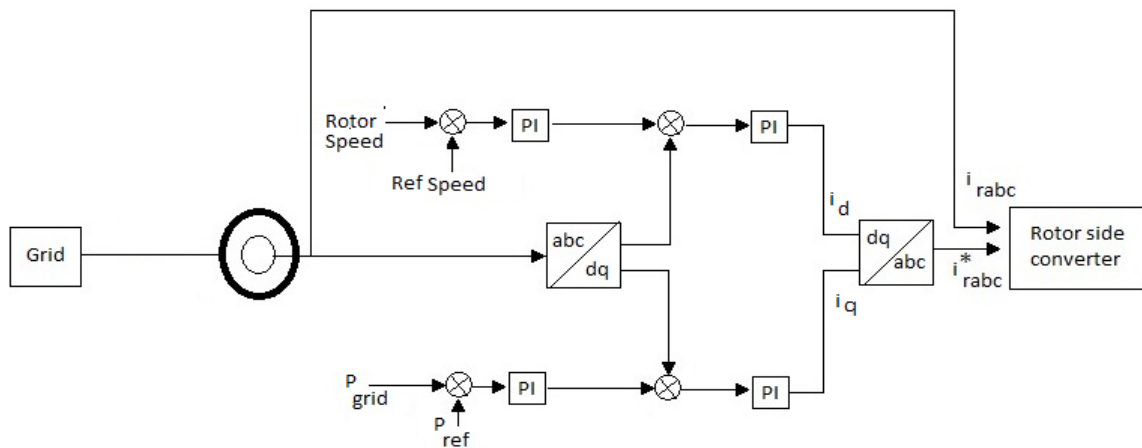 Rotor
Speed
PI
PI
Ref Speed
i rabc
i d
Grid
abc
dq
dq
abc
i* rabc
Rotor side
converter
i q
P grid
PI
PI
P ref